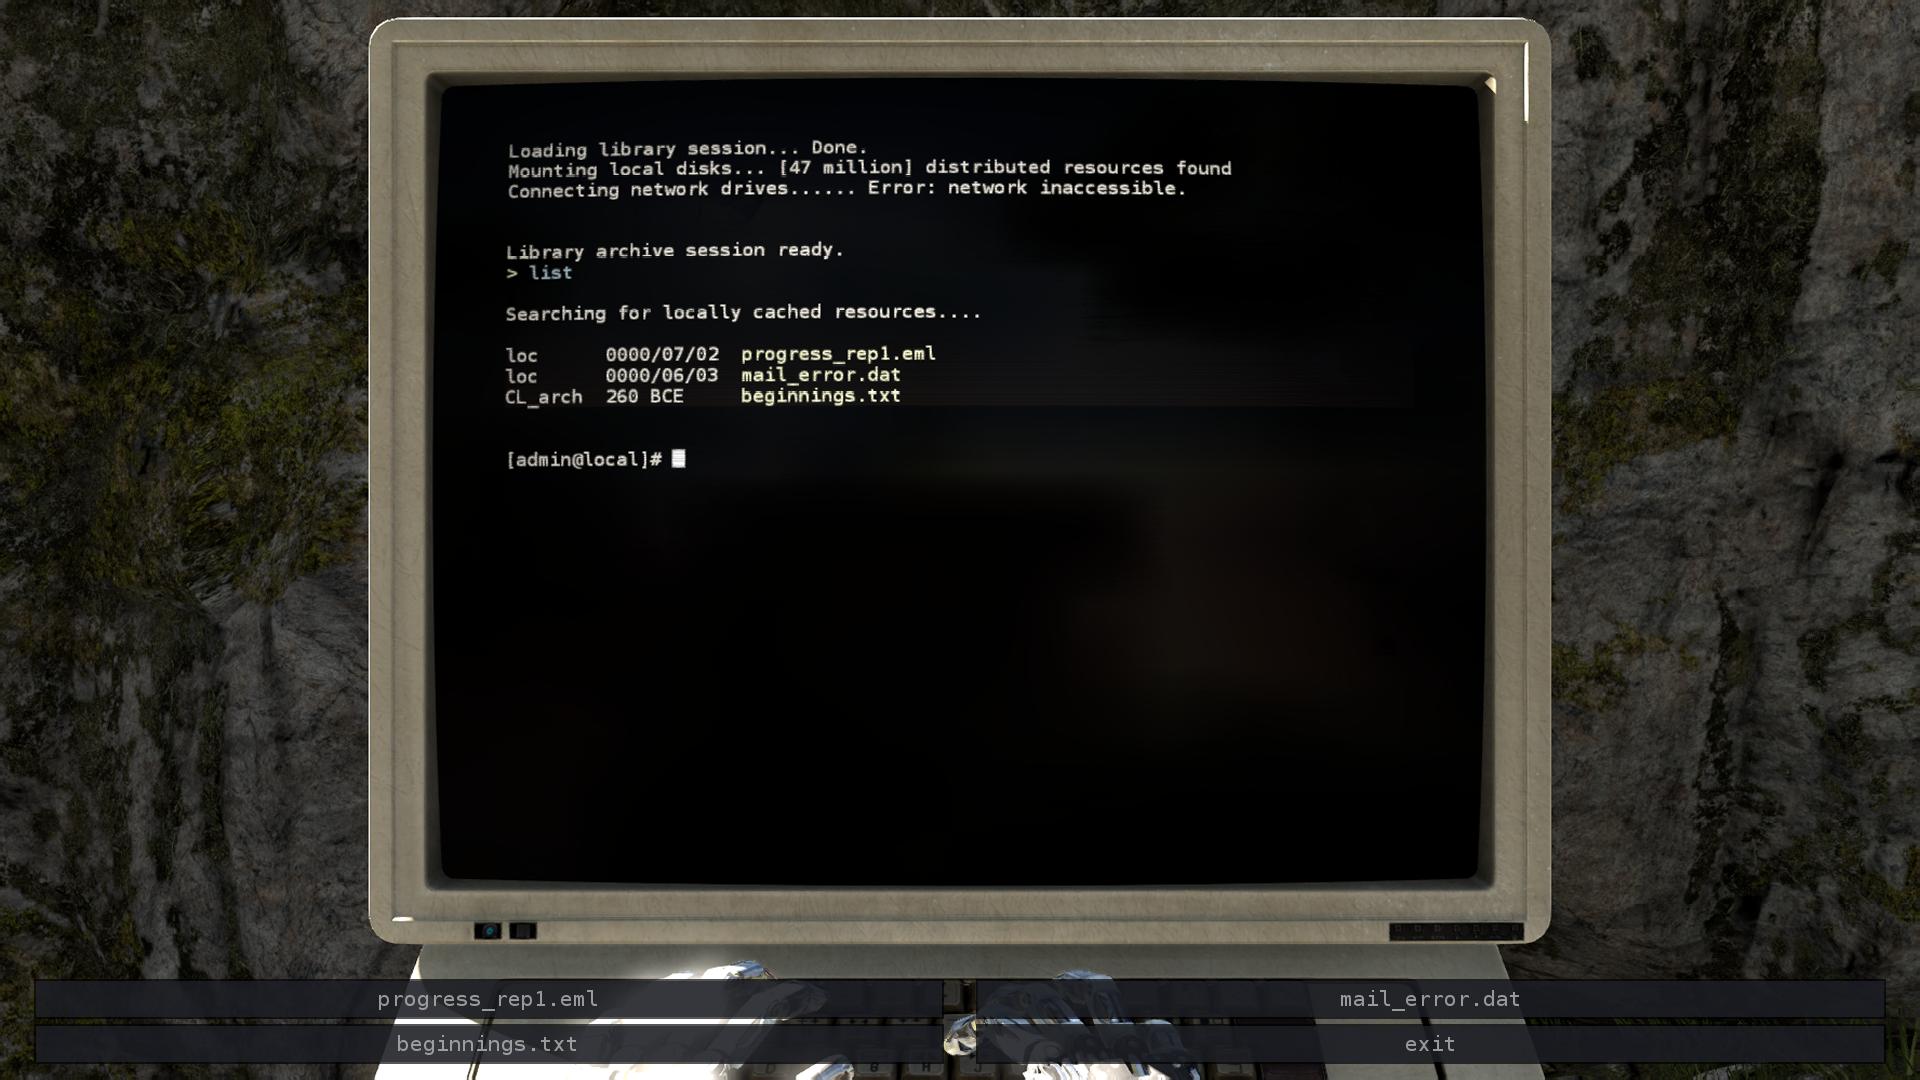 Loading library session... Done.
Mounting local disks... [47 million] distributed resources found
Connecting network drives...... Error: network inaccessible.
Library archive session ready.
> list
Searching for locally cached resources....
loc 0000/07/02 progress_rep1.eml
loc 0000/06/03 mail_error.dat
CL_arch 260 BCE beginnings.txt
[admin@local]#
progress_rep1.eml
mail_error.dat
beginnings.txt
exit